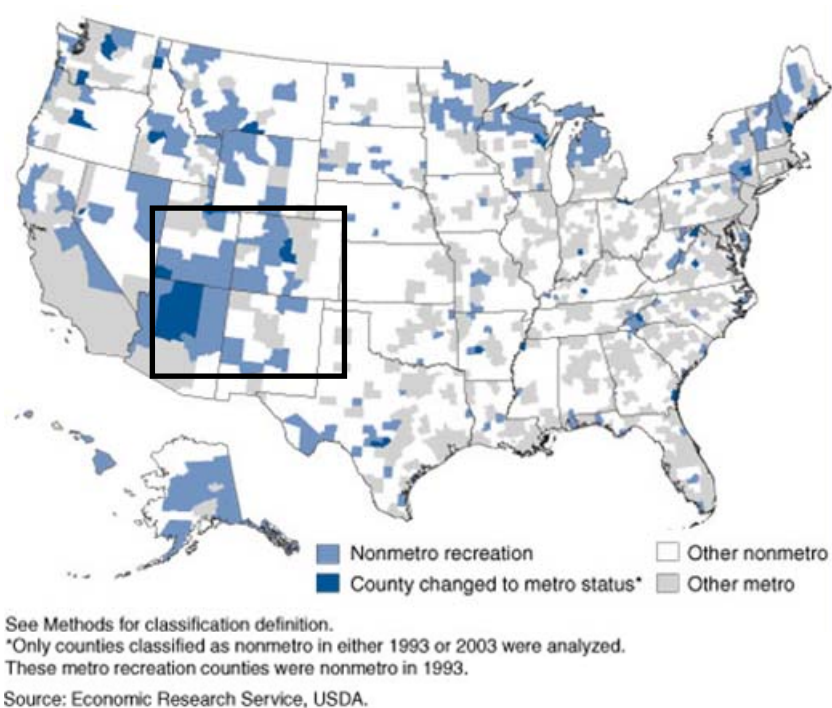 Nonmetro recreation
Other nonmetro
County changed to metro status*
Other metro
See Methods for classification definition.
*Only counties classified as nonmetro in either 1993 or 2003 were analyzed.
These metro recreation counties were nonmetro in 1993.
Source: Economic Research Service, USDA.